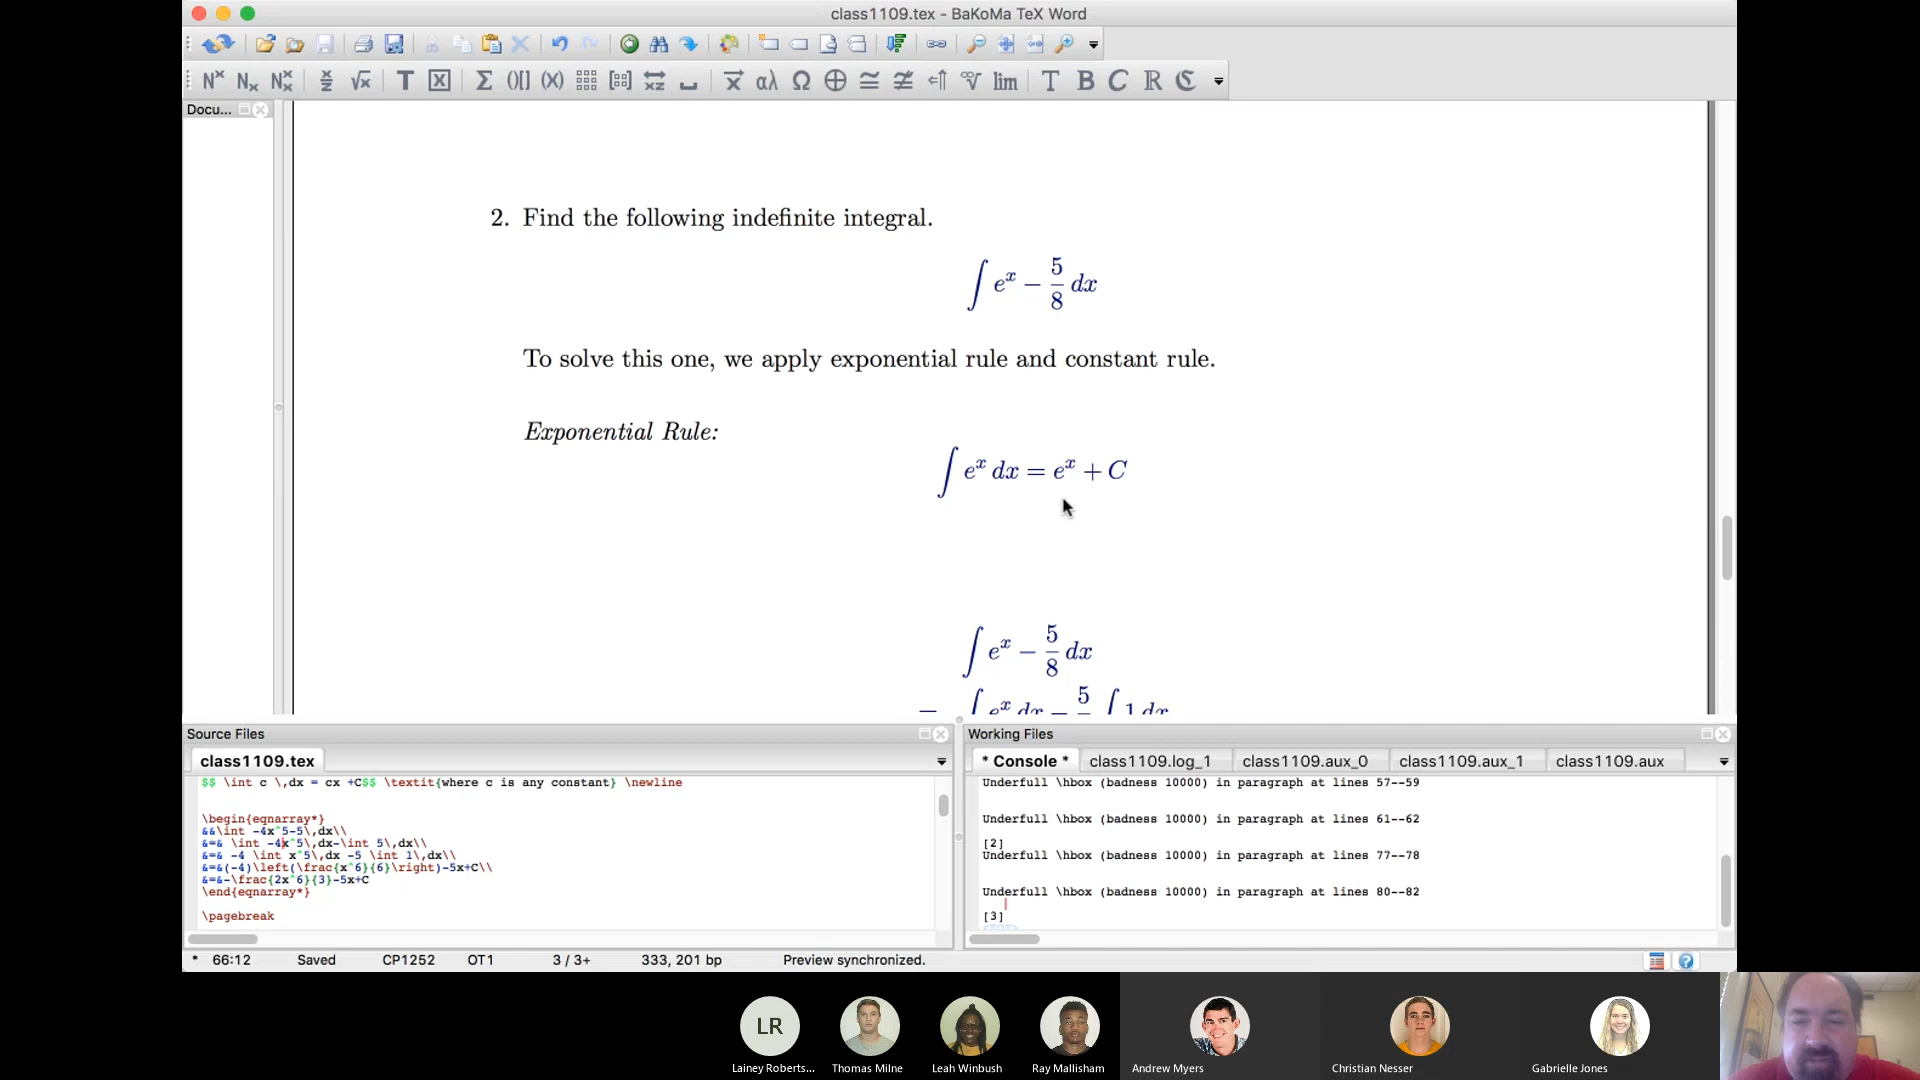 class1109.tex - BaKoMa TeX Word
Docu...
2. Find the following indefinite integral.
∫ e^x − 5/8 dx
To solve this one, we apply exponential rule and constant rule.
Exponential Rule:
∫ e^x dx = e^x + C
∫ e^x − 5/8 dx
= ∫ e^x dx − 5 ∫ 1 dx
Source Files
class1109.tex
$$ \int c \,dx = cx +C$$ \textit{where c is any constant} \newline
\begin{eqnarray*}
&&\int -4x^5-5\,dx\\
&=& \int -4x^5\,dx-\int 5\,dx\\
&=& -4 \int x^5\,dx -5 \int 1\,dx\\
&=&(-4)\left(\frac{x^6}{6}\right)-5x+C\\
&=&-\frac{2x^6}{3}-5x+C
\end{eqnarray*}
\pagebreak
Working Files
* Console * class1109.log_1 class1109.aux_0 class1109.aux_1 class1109.aux
Underfull \hbox (badness 10000) in paragraph at lines 57--59
Underfull \hbox (badness 10000) in paragraph at lines 61--62
[2]
Underfull \hbox (badness 10000) in paragraph at lines 77--78
Underfull \hbox (badness 10000) in paragraph at lines 80--82
[3]
* 66:12 Saved CP1252 OT1 3 / 3+ 333, 201 bp Preview synchronized.
LR
Lainey Roberts... Thomas Milne Leah Winbush Ray Mallisham Andrew Myers Christian Nesser Gabrielle Jones